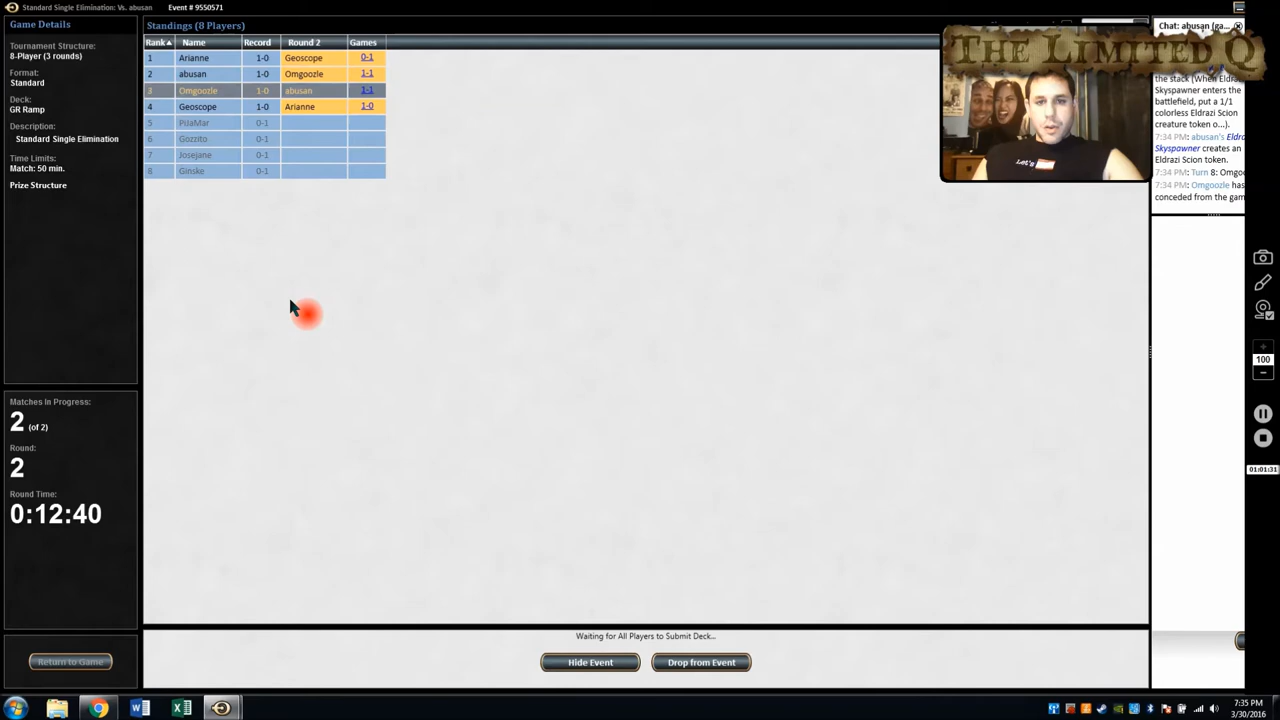 Standard Single Elimination: Vs. abusan
Event # 9550571
Game Details
Tournament Structure:
8-Player (3 rounds)
Format:
Standard
Deck:
GR Ramp
Description:
Standard Single Elimination
Time Limits:
Match: 50 min.
Prize Structure
Matches In Progress:
2 (of 2)
Round:
2
Round Time:
0:12:40
Return to Game
Standings (8 Players)
Rank Name Record Round 2 Games
1 Arianne 1-0 Geoscope 0-1
2 abusan 1-0 Omgoozle 1-1
3 Omgoozle 1-0 abusan 1-1
4 Geoscope 1-0 Arianne 1-0
5 PiJaMar 0-1
6 Gozzito 0-1
7 Josejane 0-1
8 Ginske 0-1
Waiting for All Players to Submit Deck...
Hide Event
Drop from Event
THE LIMITED Q
Let's
Chat: abusan (ga...
the stack (When Eldra
Skyspawner enters the
battlefield, put a 1/1
colorless Eldrazi Scion
creature token o...).
7:34 PM: abusan's Eldra
Skyspawner creates an
Eldrazi Scion token.
7:34 PM: Turn 8: Omgoo
7:34 PM: Omgoozle has
conceded from the gam
100
01:01:31
7:35 PM
3/30/2016